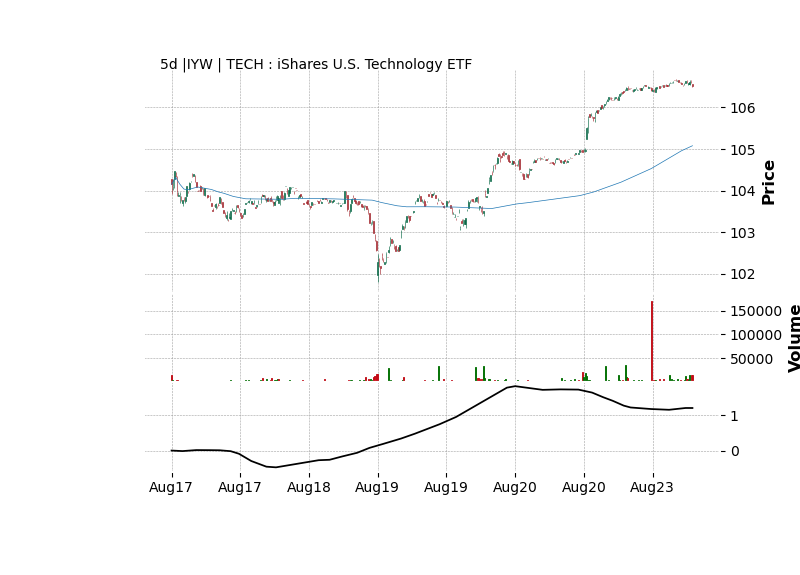 5d |IYW | TECH : iShares U.S. Technology ETF
106
105
104
103
102
Price
150000
100000
50000
Volume
1
0
Aug17 Aug17 Aug18 Aug19 Aug19 Aug20 Aug20 Aug23